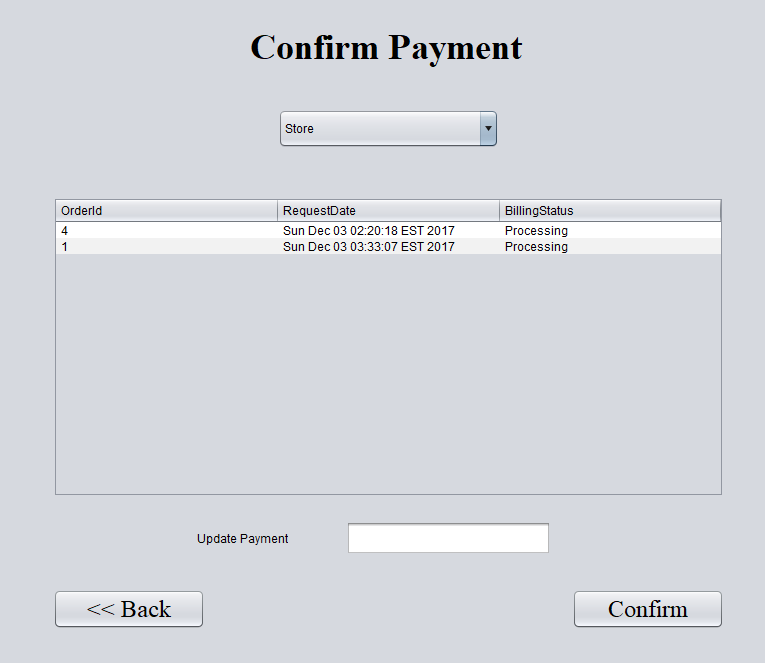 Confirm Payment
Store
OrderId RequestDate BillingStatus
4 Sun Dec 03 02:20:18 EST 2017 Processing
1 Sun Dec 03 03:33:07 EST 2017 Processing
Update Payment
<< Back Confirm